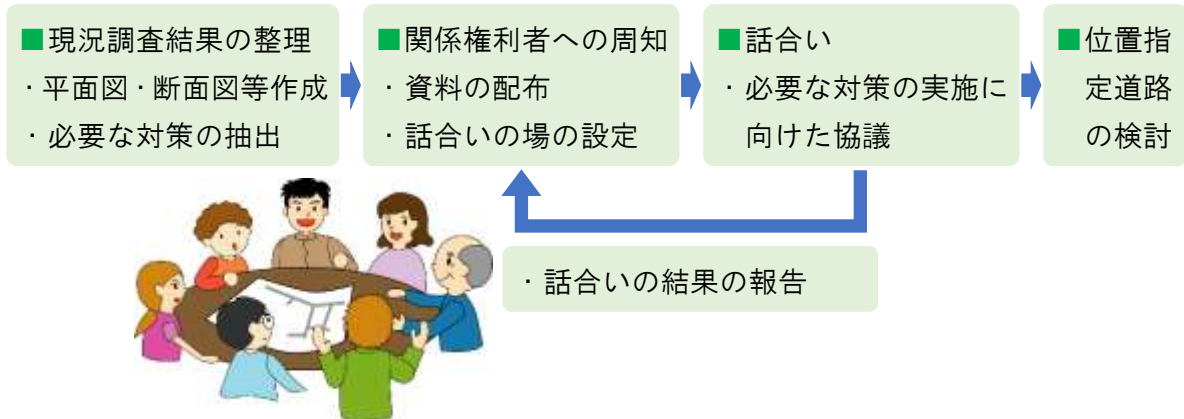 ■現況調査結果の整理
・平面図・断面図等作成
・必要な対策の抽出
■関係権利者への周知
・資料の配布
・話合いの場の設定
■話合い
・必要な対策の実施に
向けた協議
■位置指
定道路
の検討
・話合いの結果の報告